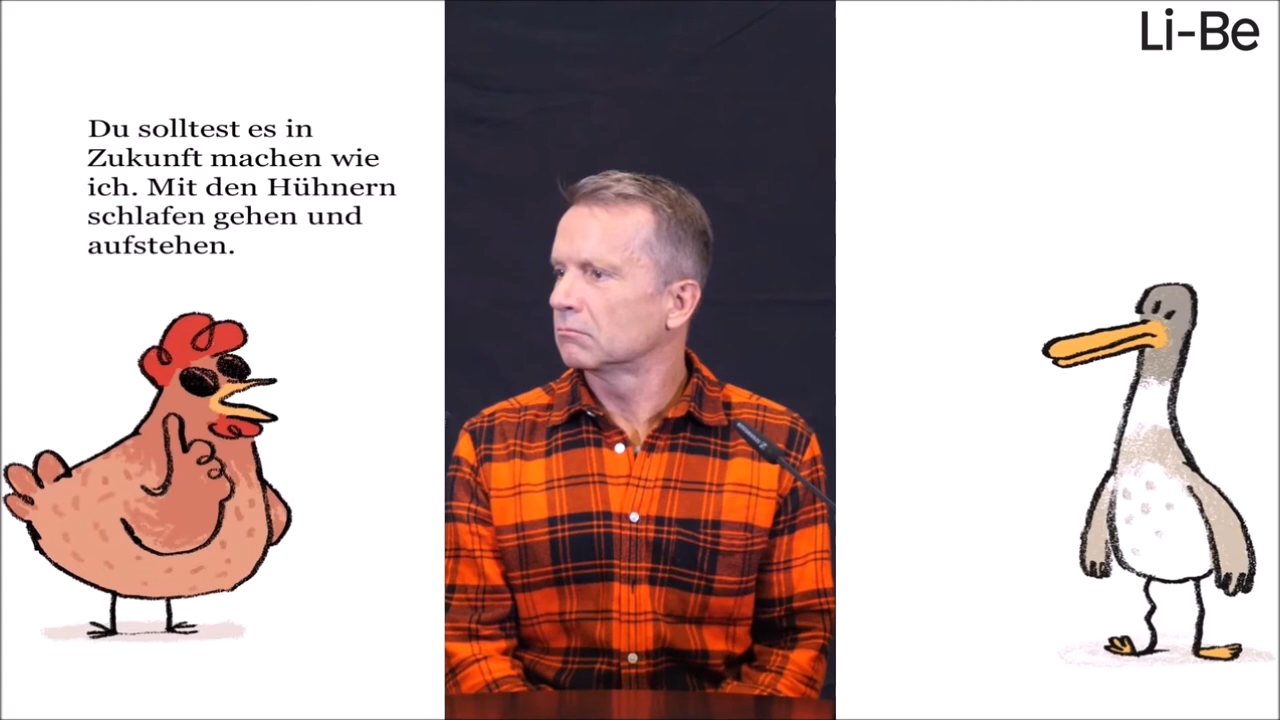 Li-Be
Du solltest es in
Zukunft machen wie
ich. Mit den Hühnern
schlafen gehen und
aufstehen.